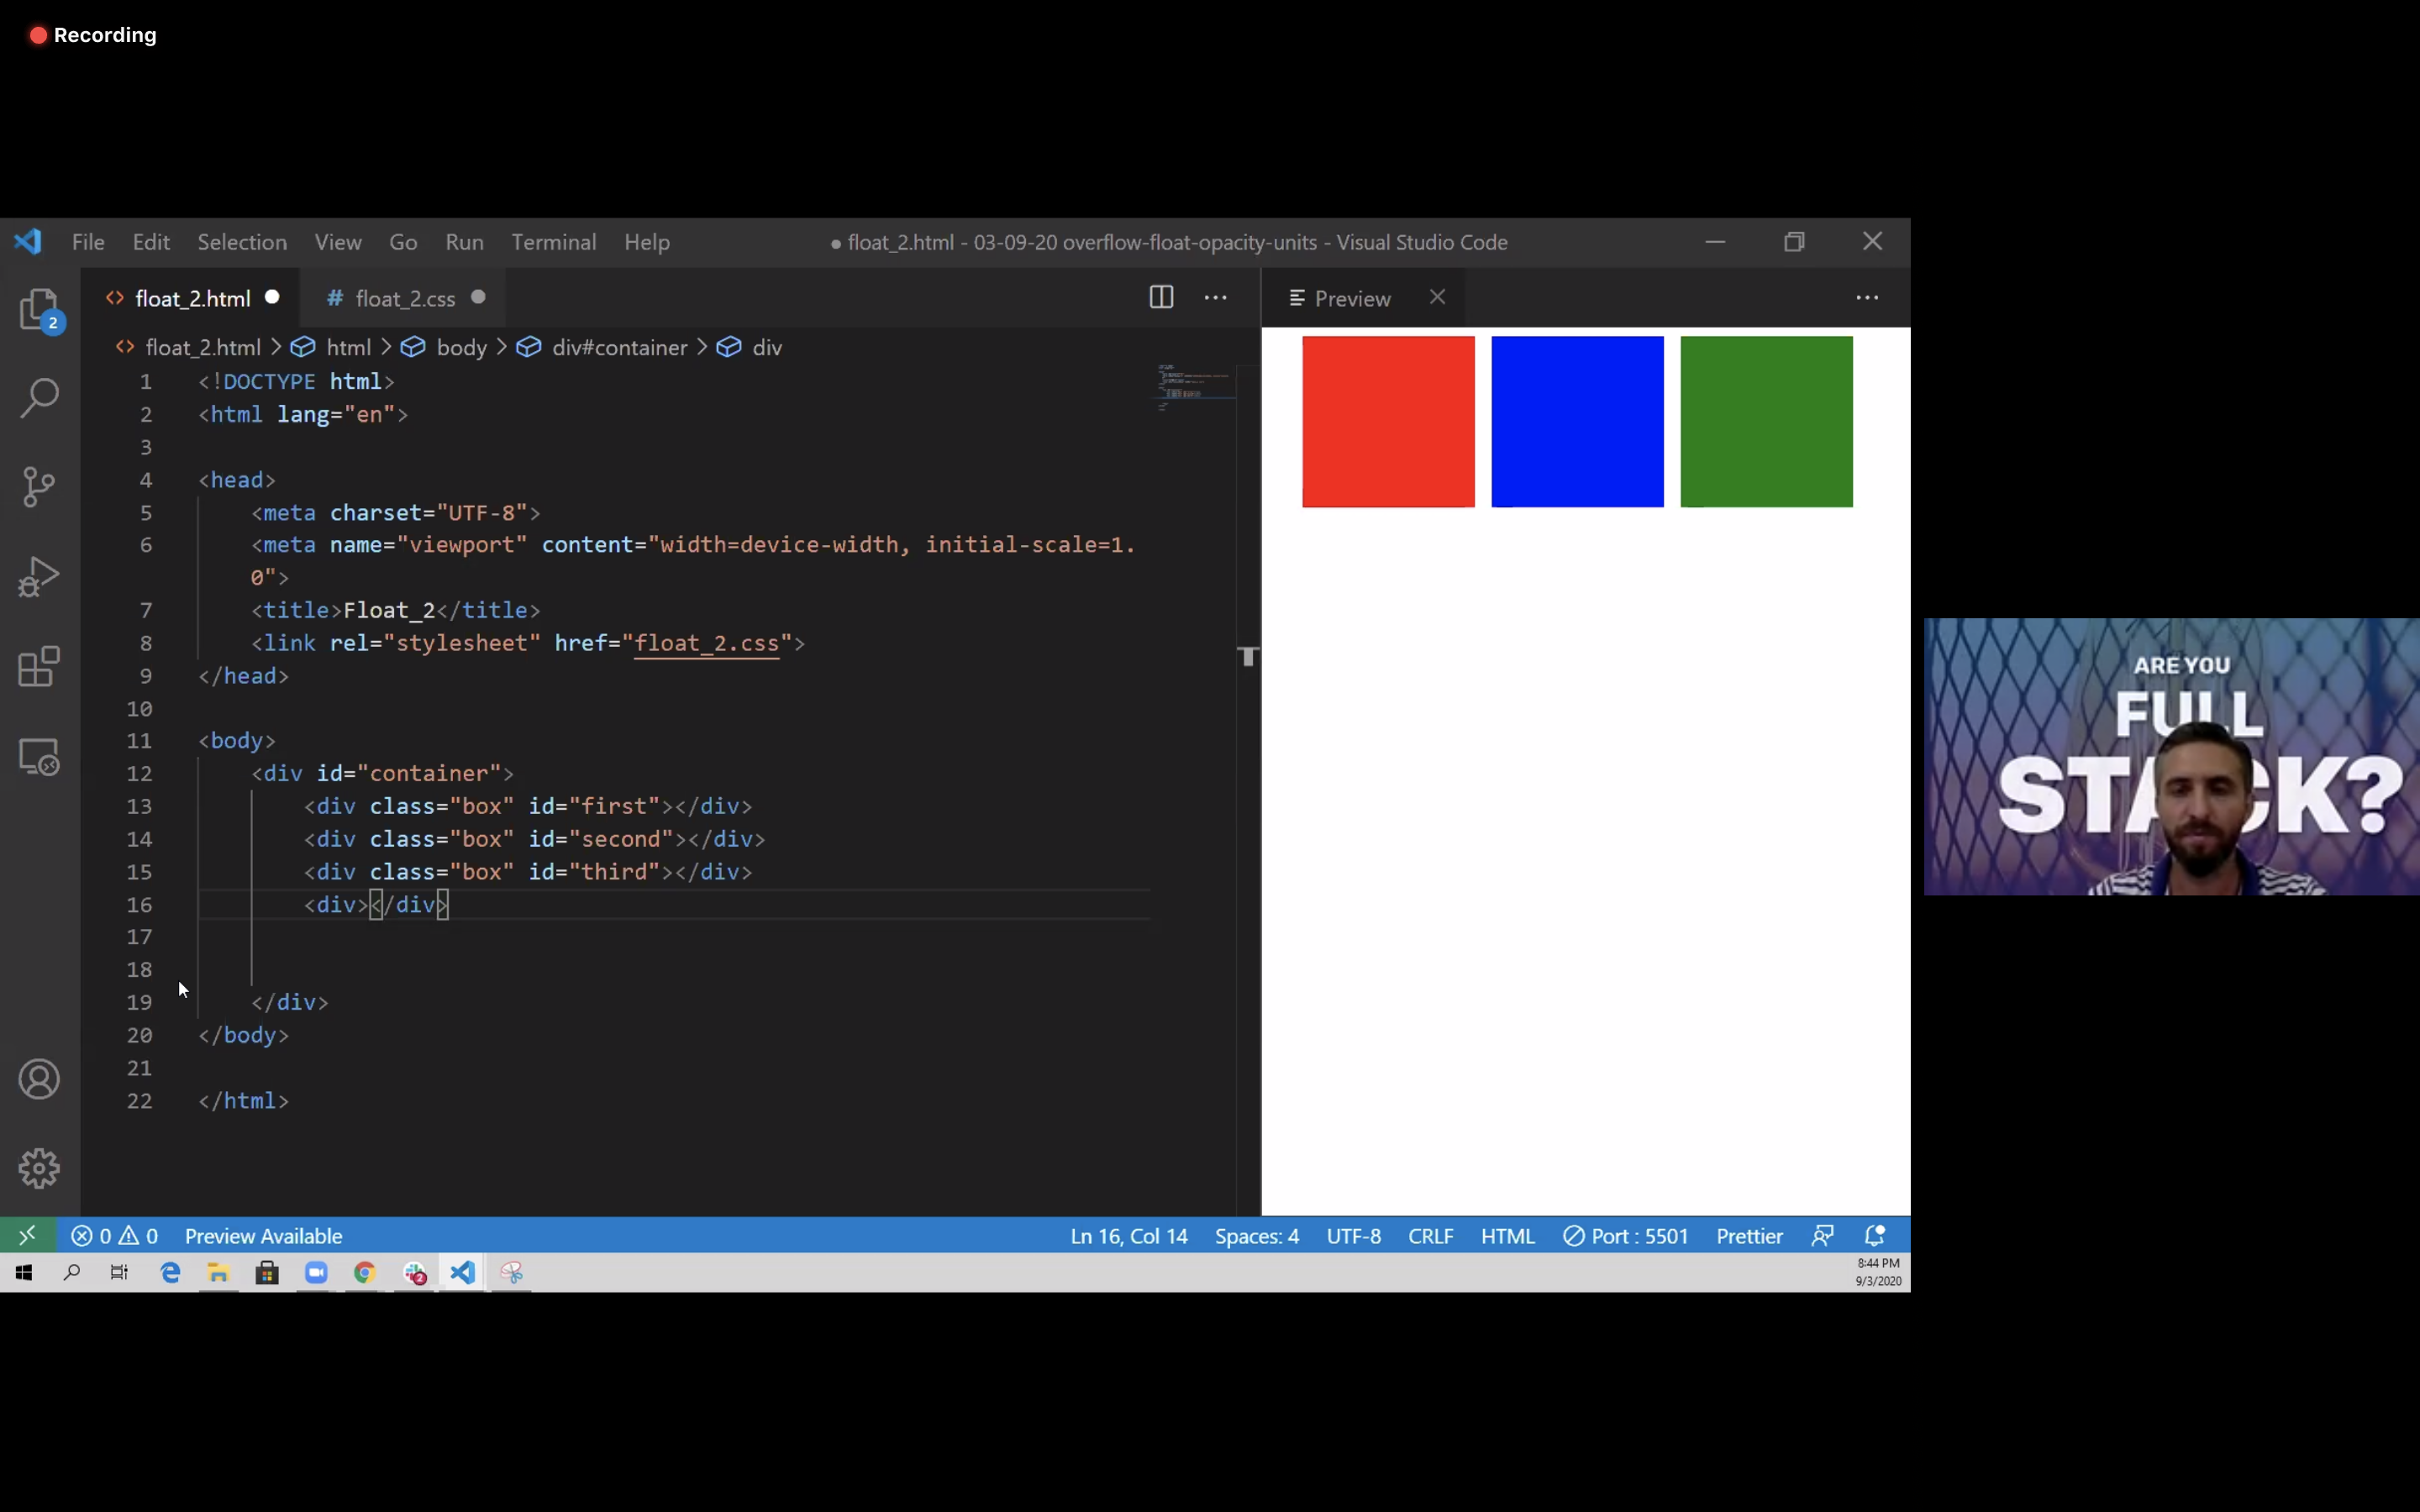 Recording
File Edit Selection View Go Run Terminal Help ● float_2.html - 03-09-20 overflow-float-opacity-units - Visual Studio Code
float_2.html # float_2.css Preview
2
float_2.html > html > body > div#container > div
1 <!DOCTYPE html>
2 <html lang="en">
3
4 <head>
5 <meta charset="UTF-8">
6 <meta name="viewport" content="width=device-width, initial-scale=1.
0">
7 <title>Float_2</title>
8 <link rel="stylesheet" href="float_2.css">
9 </head>
10
11 <body>
12 <div id="container">
13 <div class="box" id="first"></div>
14 <div class="box" id="second"></div>
15 <div class="box" id="third"></div>
16 <div></div>
17
18
19 </div>
20 </body>
21
22 </html>
ARE YOU
FULL
STACK?
0 0 Preview Available Ln 16, Col 14 Spaces: 4 UTF-8 CRLF HTML Port : 5501 Prettier
2
8:44 PM
9/3/2020